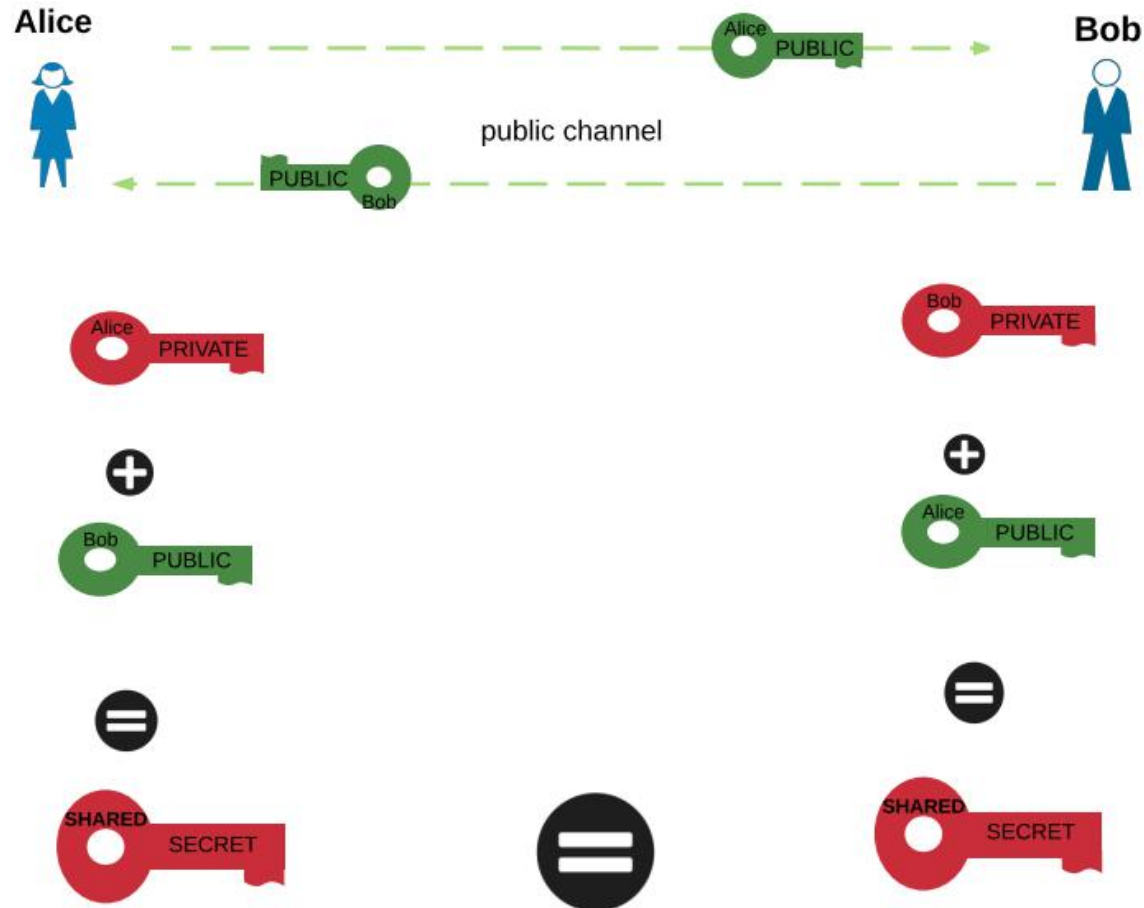 Alice
Bob
Alice
PUBLIC
public channel
PUBLIC
Bob
Alice
PRIVATE
Bob
PRIVATE
Bob
PUBLIC
Alice
PUBLIC
SHARED
SECRET
SHARED
SECRET